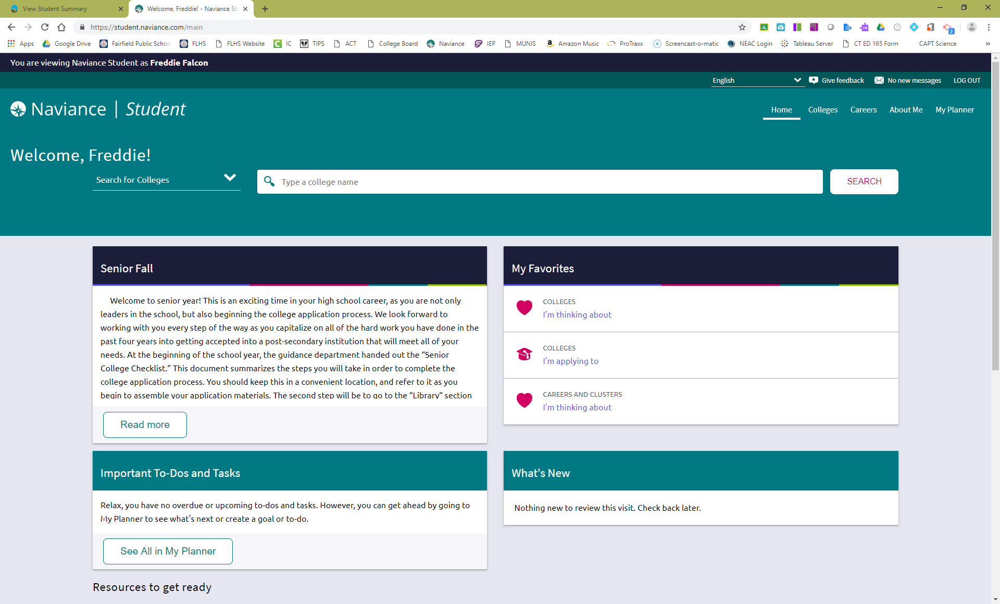 View Student Summary
Welcome, Freddie! - Naviance St
https://student.naviance.com/main
2
Apps
Google Drive
Fairfield Public Schoo
FLHS
FLHS Website
IC
TIPS
ACT
College Board
Naviance
IEP
MUNIS
Amazon Music
ProTraxx
Screencast-o-matic
NEAC Login
Tableau Server
CT ED 165 Form
CAPT Science
»
You are viewing Naviance Student as Freddie Falcon
English
Give feedback
No new messages
LOG OUT
Naviance | Student
Home
Colleges
Careers
About Me
My Planner
Welcome, Freddie!
Search for Colleges
Type a college name
SEARCH
Senior Fall
Welcome to senior year! This is an exciting time in your high school career, as you are not only
leaders in the school, but also beginning the college application process. We look forward to
working with you every step of the way as you capitalize on all of the hard work you have done in the
past four years into getting accepted into a post-secondary institution that will meet all of your
needs. At the beginning of the school year, the guidance department handed out the “Senior
College Checklist.” This document summarizes the steps you will take in order to complete the
college application process. You should keep this in a convenient location, and refer to it as you
begin to assemble your application materials. The second step will be to go to the “Library” section
Read more
My Favorites
COLLEGES
I'm thinking about
COLLEGES
I'm applying to
CAREERS AND CLUSTERS
I'm thinking about
Important To-Dos and Tasks
Relax, you have no overdue or upcoming to-dos and tasks. However, you can get ahead by going to
My Planner to see what's next or create a goal or to-do.
See All in My Planner
What's New
Nothing new to review this visit. Check back later.
Resources to get ready